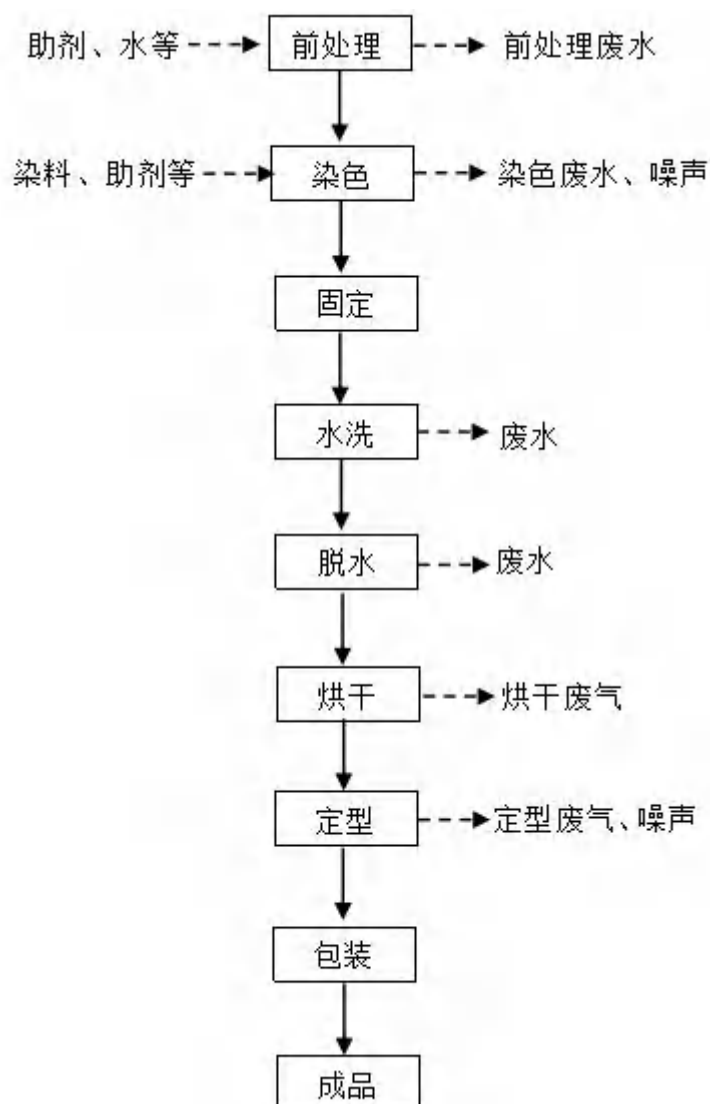 助剂、水等 前处理 前处理废水
染料、助剂等 染色 染色废水、噪声
固定
水洗 废水
脱水 废水
烘干 烘干废气
定型 定型废气、噪声
包装
成品